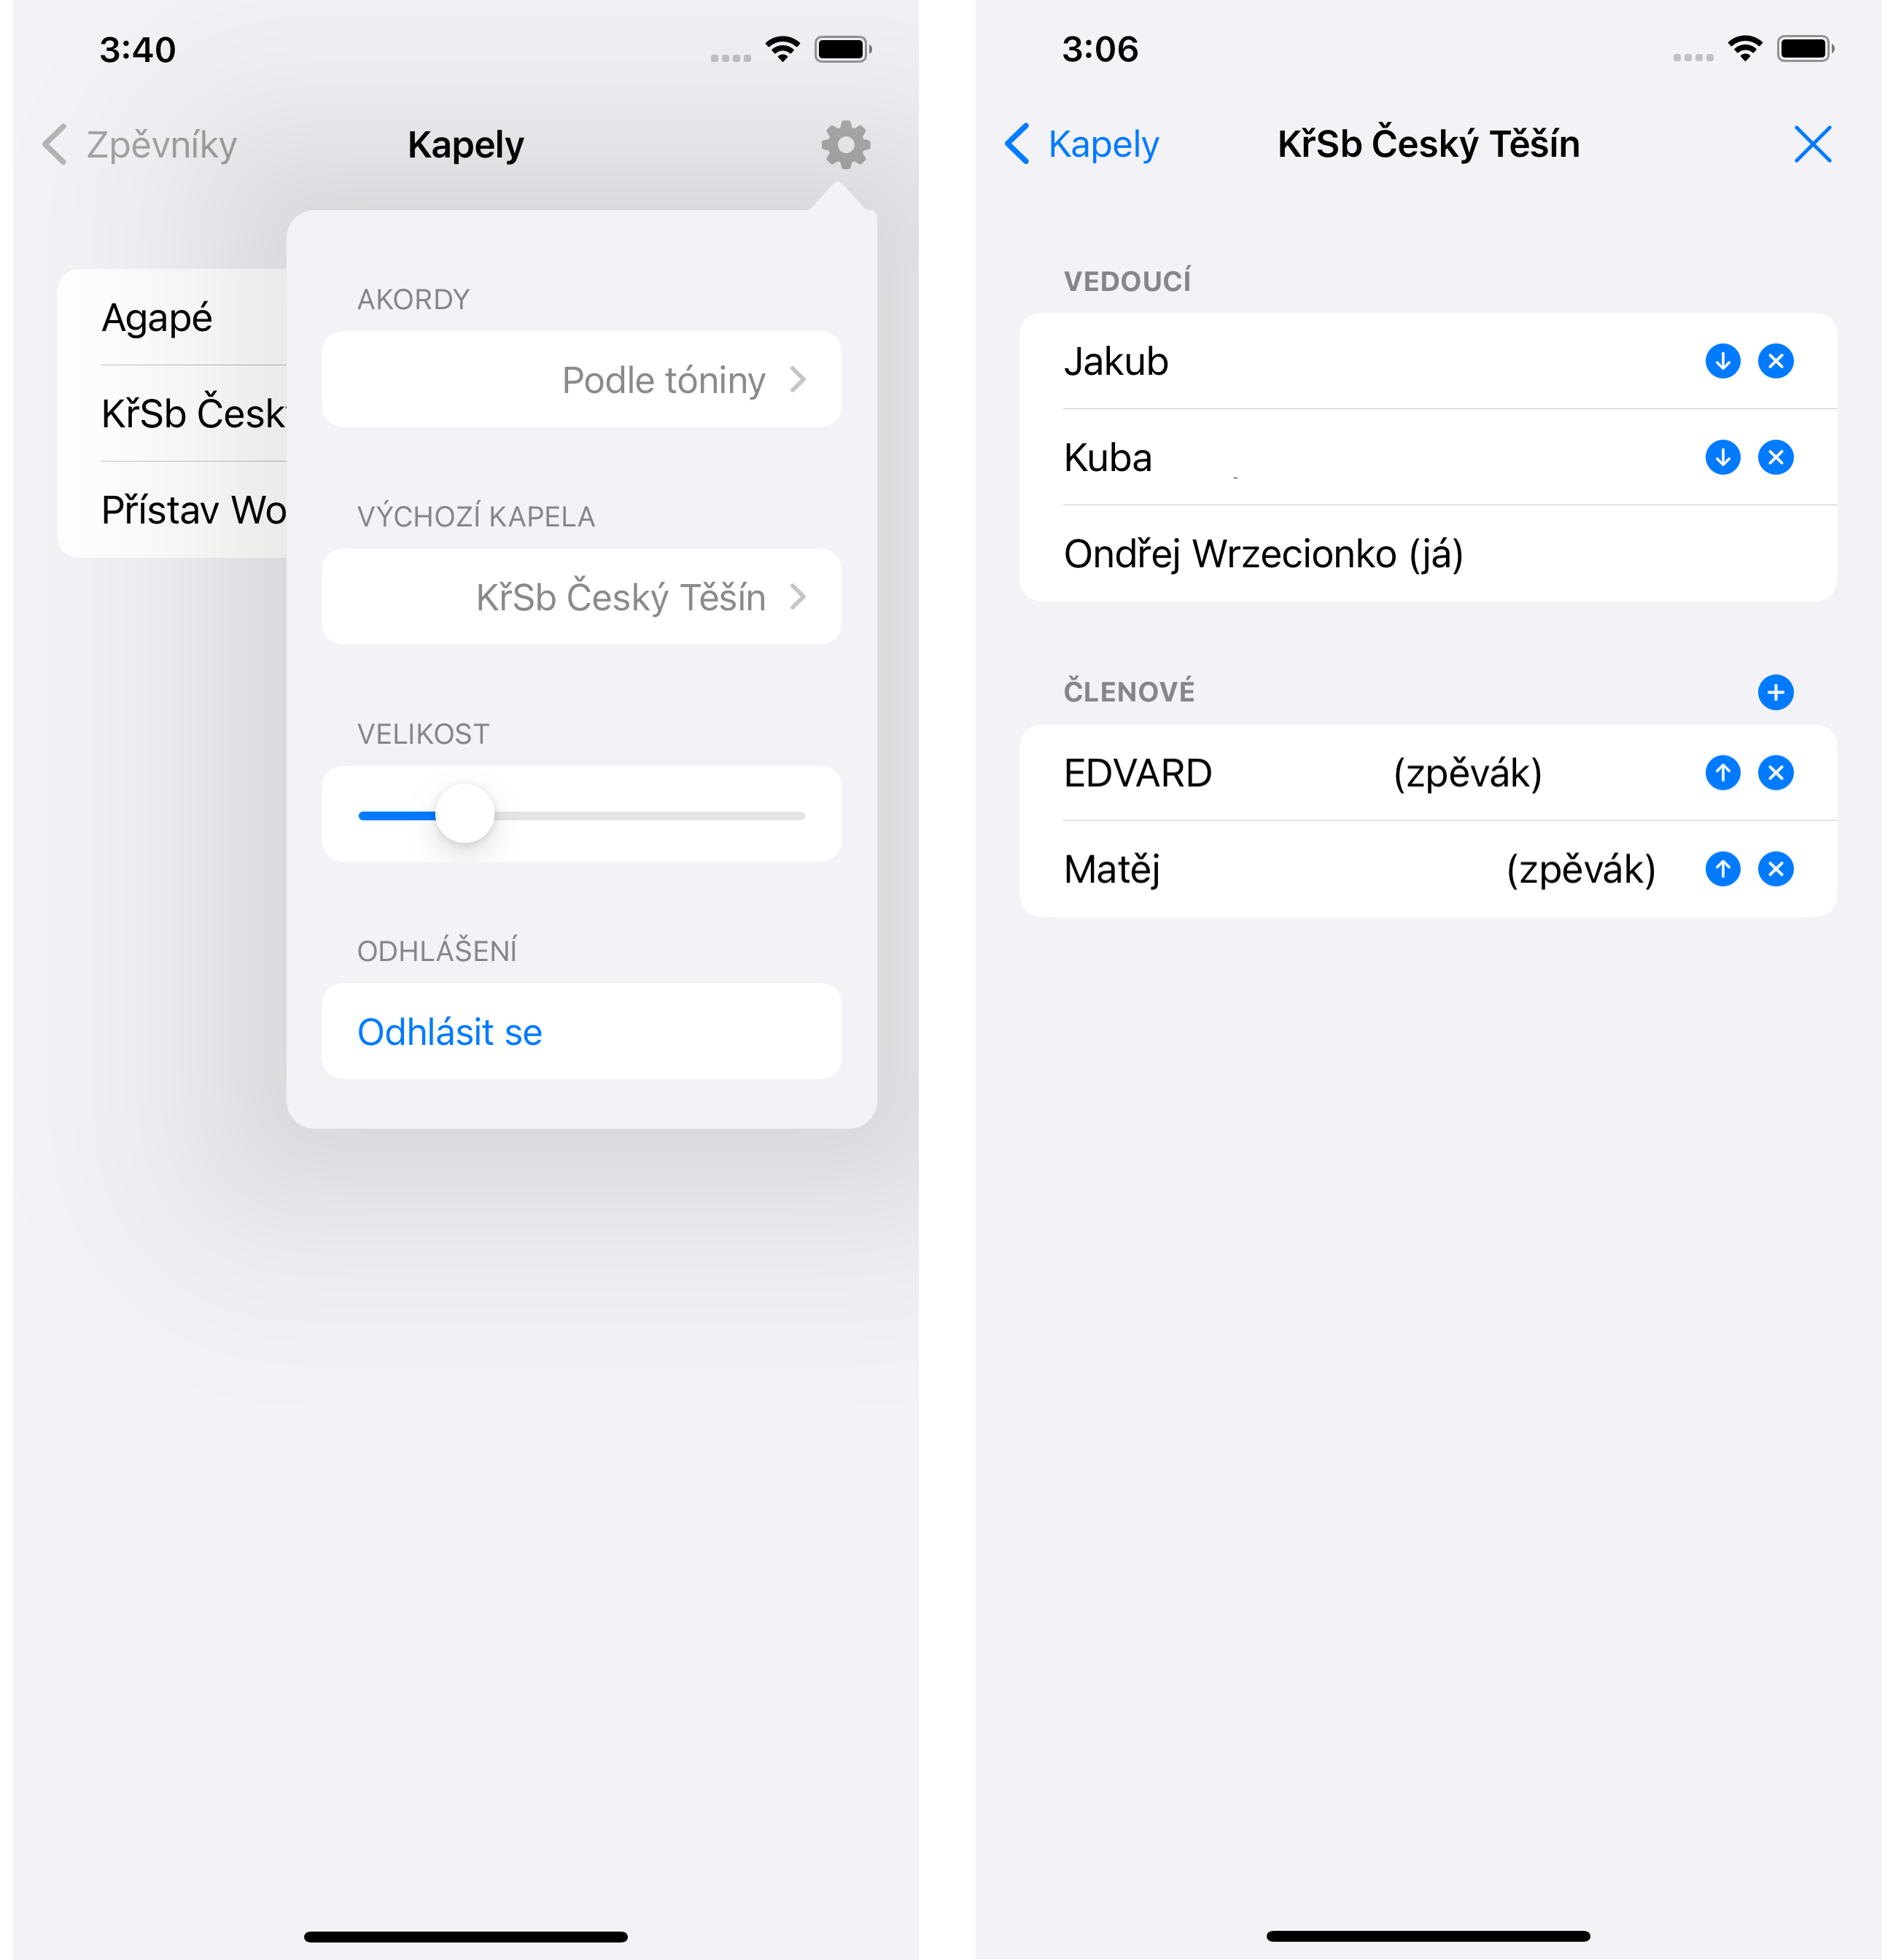 3:40
Zpěvníky
Kapely
Agapé
KřSb Česk
Přístav Wo
AKORDY
Podle tóniny
VÝCHOZÍ KAPELA
KřSb Český Těšín
VELIKOST
ODHLÁŠENÍ
Odhlásit se
3:06
Kapely
KřSb Český Těšín
VEDOUCÍ
Jakub
Kuba
Ondřej Wrzecionko (já)
ČLENOVÉ
EDVARD (zpěvák)
Matěj (zpěvák)